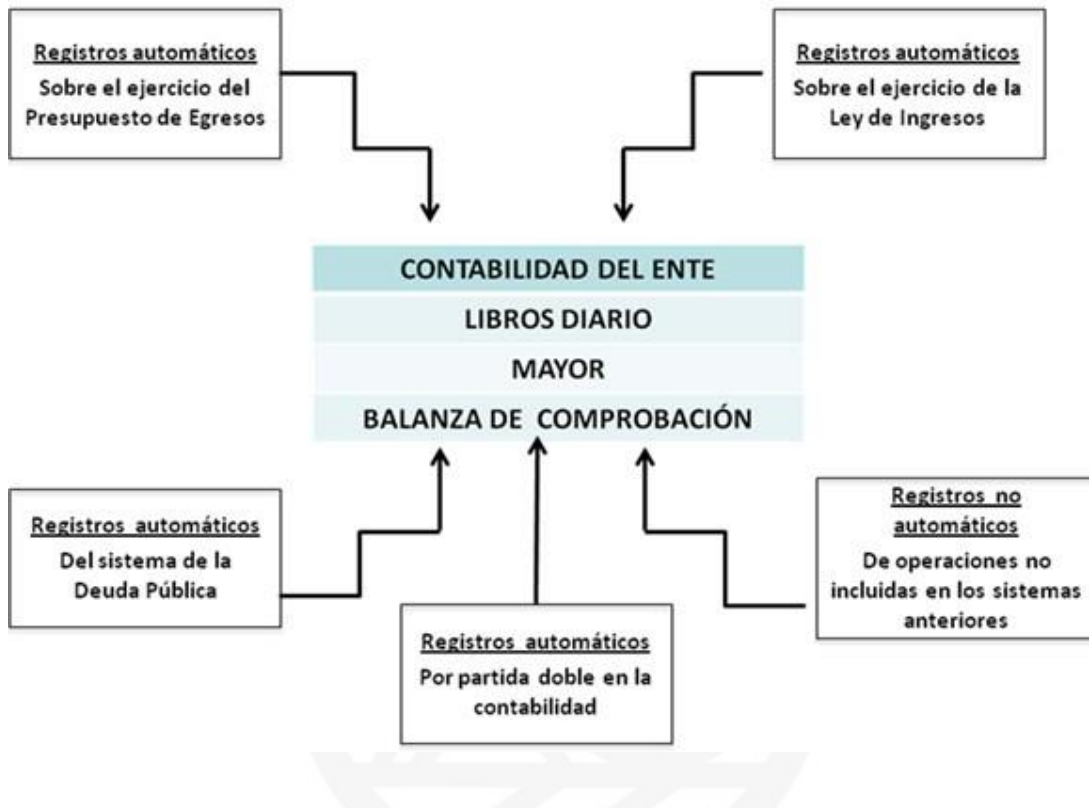 Registros automáticos
Sobre el ejercicio del
Presupuesto de Egresos
Registros automáticos
Sobre el ejercicio de la
Ley de Ingresos
CONTABILIDAD DEL ENTE
LIBROS DIARIO
MAYOR
BALANZA DE COMPROBACIÓN
Registros automáticos
Del sistema de la
Deuda Pública
Registros automáticos
Por partida doble en la
contabilidad
Registros no
automáticos
De operaciones no
incluidas en los sistemas
anteriores